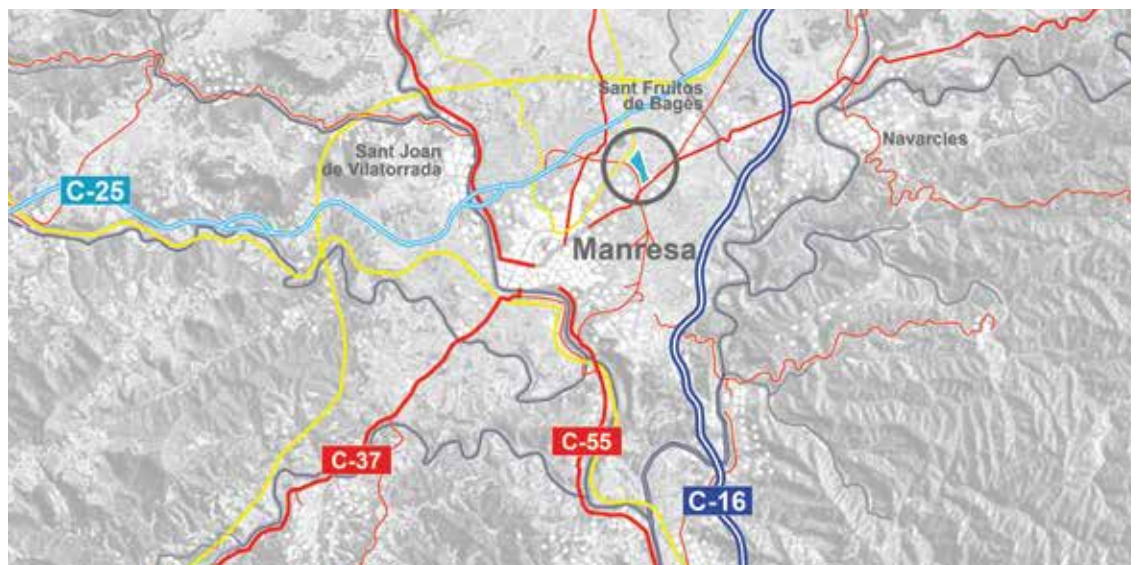 Sant Fruitos
de Bages
Navarcles
Sant Joan
de Vilatorrada
C-25
Manresa
C-55
C-37
C-16